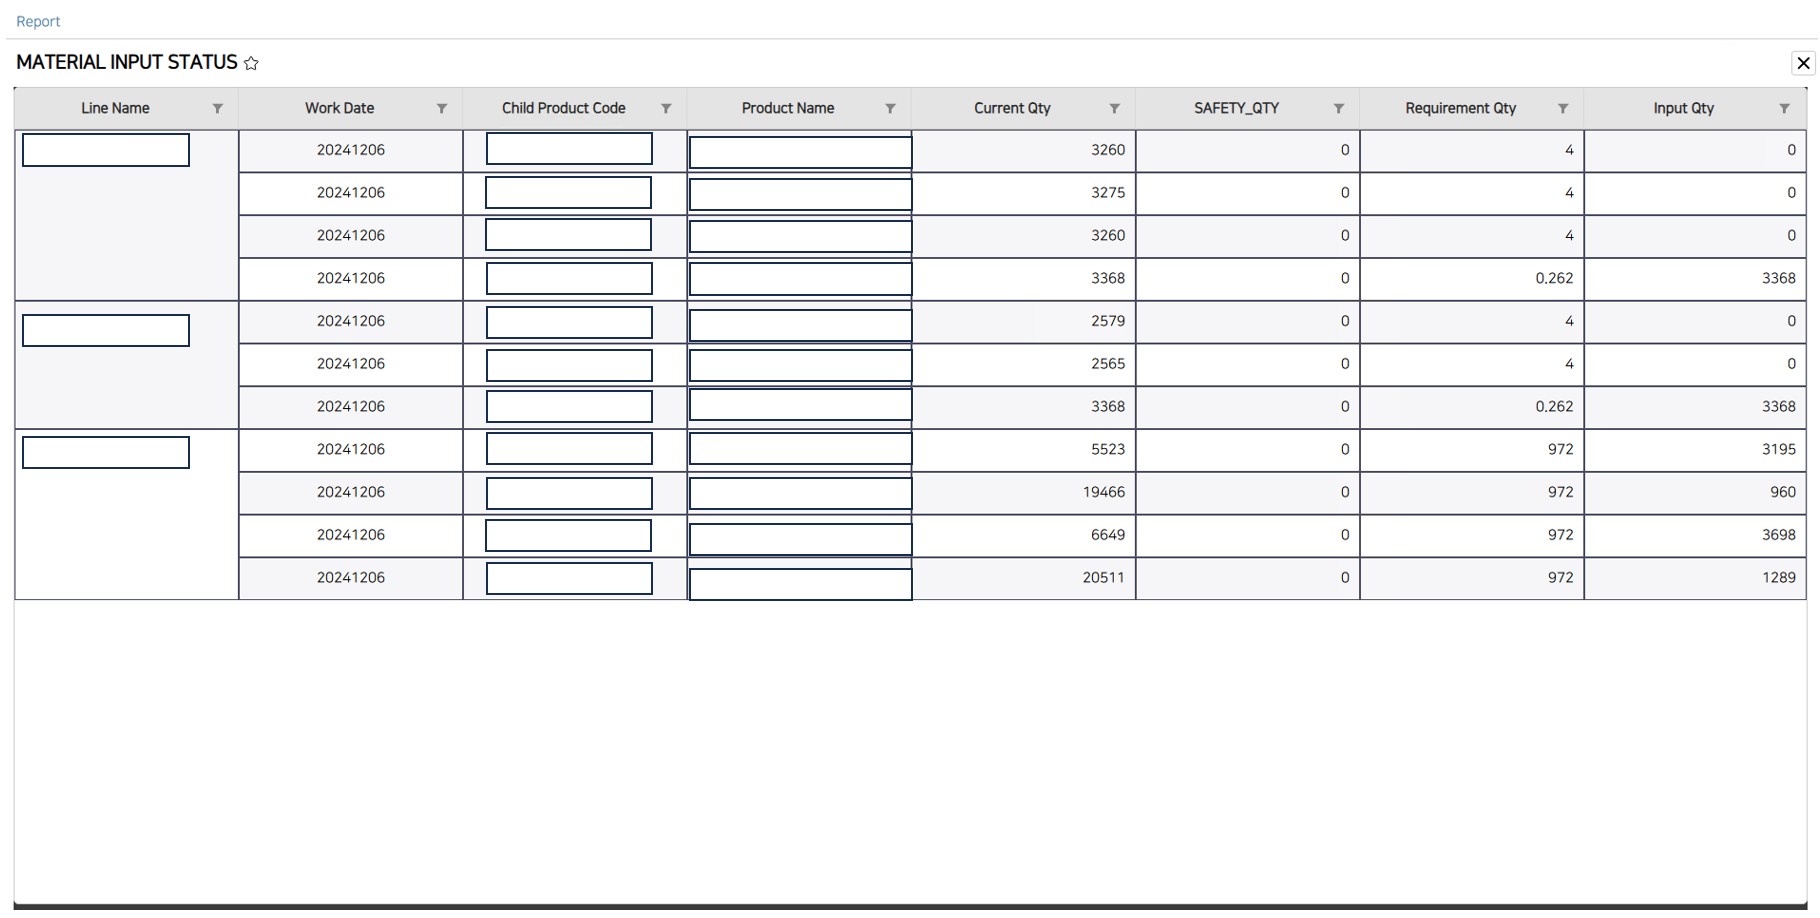 Report
MATERIAL INPUT STATUS
Line Name Work Date Child Product Code Product Name Current Qty SAFETY_QTY Requirement Qty Input Qty
20241206 3260 0 4 0
20241206 3275 0 4 0
20241206 3260 0 4 0
20241206 3368 0 0.262 3368
20241206 2579 0 4 0
20241206 2565 0 4 0
20241206 3368 0 0.262 3368
20241206 5523 0 972 3195
20241206 19466 0 972 960
20241206 6649 0 972 3698
20241206 20511 0 972 1289